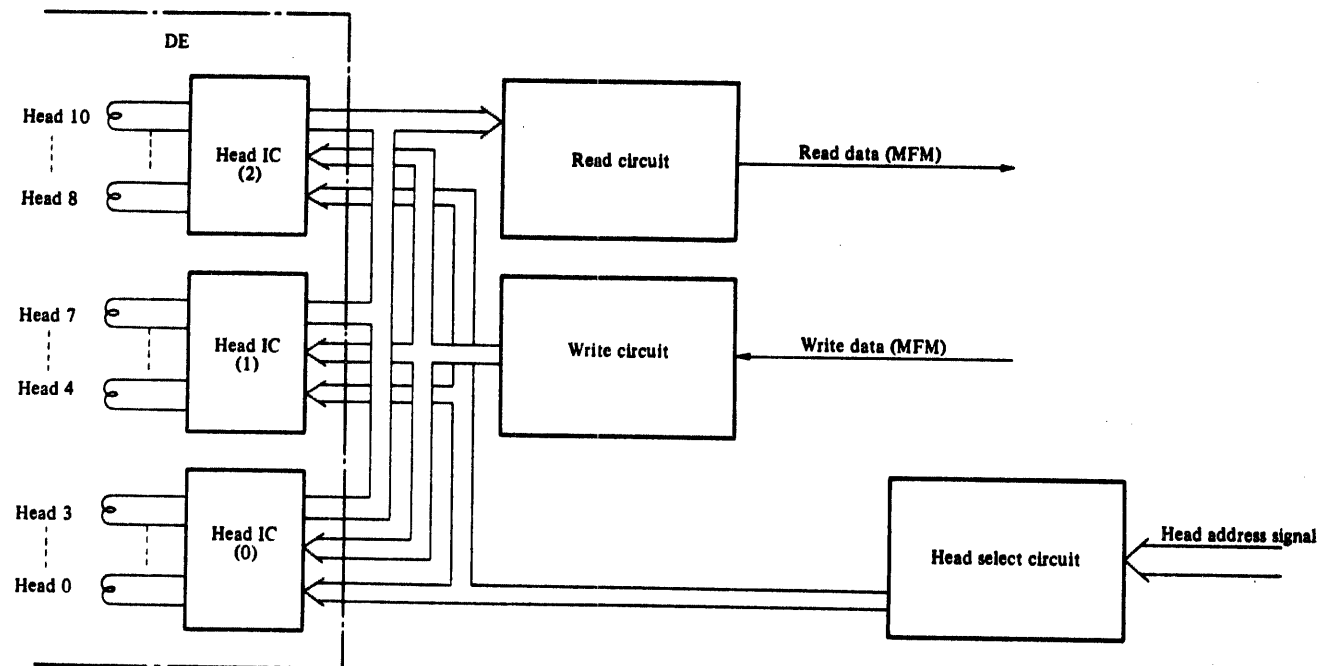 DE
Head 10
Head 8
Head IC
(2)
Read circuit
Read data (MFM)
Head 7
Head 4
Head IC
(1)
Write circuit
Write data (MFM)
Head 3
Head 0
Head IC
(0)
Head select circuit
Head address signal